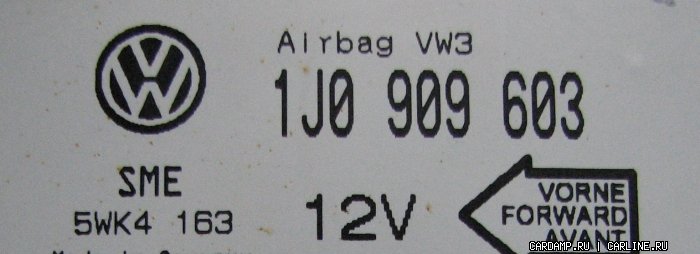 Airbag VW3
1J0 909 603
SME
5WK4 163
12V
VORNE
FORWARD
AVANT
CARDAMP.RU | CARLINE.RU